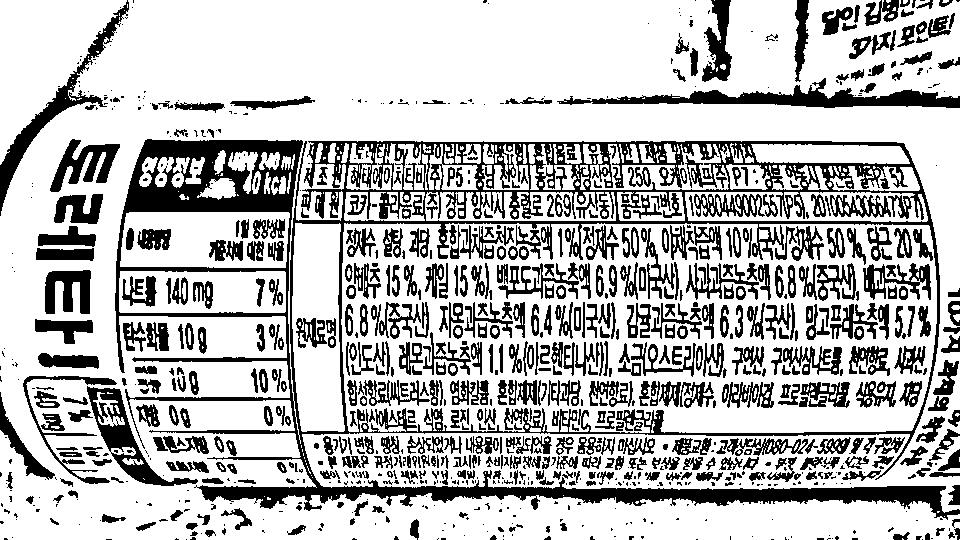 달인 김병만의
3가지 포인트!
토레타!
영양정보
총 내용량 240 ml
40 kcal
총 내용량당
1일 영양성분
기준치에 대한 비율
나트륨 140 mg 7 %
탄수화물 10 g 3 %
당류 10 g 10 %
지방 0 g 0 %
트랜스지방 0 g
포화지방 0 g 0 %
제품명 토레타! by 아쿠아리우스 식품유형 혼합음료 유통기한 제품 밑면 표시일까지
제조원 해태에이치티비(주) P5 : 충남 천안시 동남구 청당산업길 250, 오케이에프(주) P7 : 경북 안동시 풍산읍 52
판매원 코카-콜라음료(주) 경남 양산시 충렬로 269(유산동) 품목보고번호 19980449002557(P5), 20100543066473(P7)
원재료명
정제수, 설탕, 과당, 혼합과채즙청징농축액 1%{정제수 50%, 야채착즙액 10%(국산/정제수 50%, 당근 20%,
양배추 15%, 케일 15%), 백포도과즙농축액 6.9%(미국산), 사과과즙농축액 6.8%(중국산), 배과즙농축액
6.8%(중국산), 자몽과즙농축액 6.4%(미국산), 감귤과즙농축액 6.3%(국산), 망고퓨레농축액 5.7%
(인도산), 레몬과즙농축액 1.1%(아르헨티나산)}, 소금(오스트리아산), 구연산, 구연산삼나트륨, 천연향료, 사과산,
합성향료(씨트러스향), 염화칼륨, 혼합제제(기타과당, 천연향료), 혼합제제(정제수, 아라비아검, 프로필렌글리콜, 식용유지, 자당
지방산에스테르, 식염, 로진, 인산, 천연향료), 비타민C, 프로필렌글리콜
• 용기가 변형, 팽창, 손상되었거나 내용물이 변질되었을 경우 음용하지 마십시오 • 제품교환 : 고객상담실(080-024-5999) 및 각 구입처
• 본 제품은 공정거래위원회가 고시한 소비자분쟁해결기준에 따라 교환 또는 보상을 받을 수 있습니다